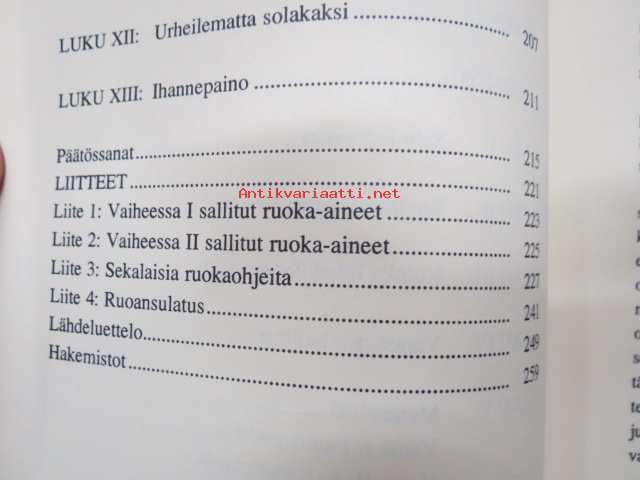 LUKU XII: Urheilematta solakaksi ........ 207
LUKU XIII: Ihannepaino ........ 211
Päätössanat ........ 215
LIITTEET ........ 221
Antikvariaatti.net
Liite 1: Vaiheessa I sallitut ruoka-aineet ........ 223
Liite 2: Vaiheessa II sallitut ruoka-aineet ........ 225
Liite 3: Sekalaisia ruokaohjeita ........ 227
Liite 4: Ruoansulatus ........ 241
Lähdeluettelo ........ 249
Hakemistot ........ 259